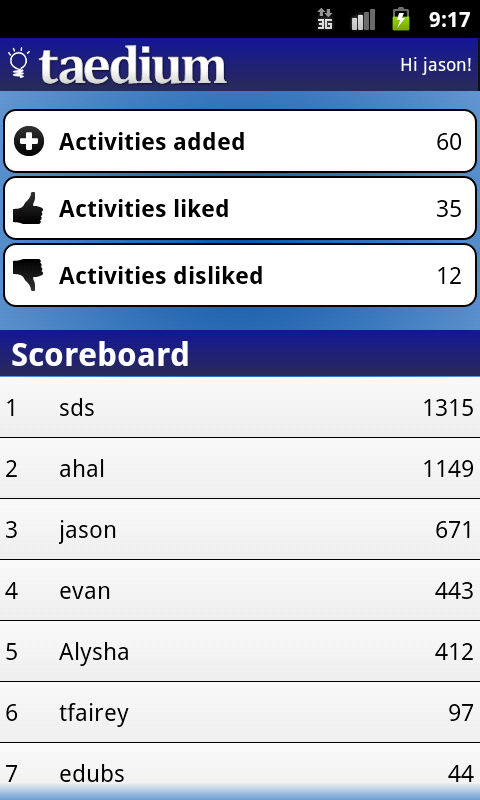 3G 9:17
taedium Hi jason!
Activities added 60
Activities liked 35
Activities disliked 12
Scoreboard
1 sds 1315
2 ahal 1149
3 jason 671
4 evan 443
5 Alysha 412
6 tfairey 97
7 edubs 44